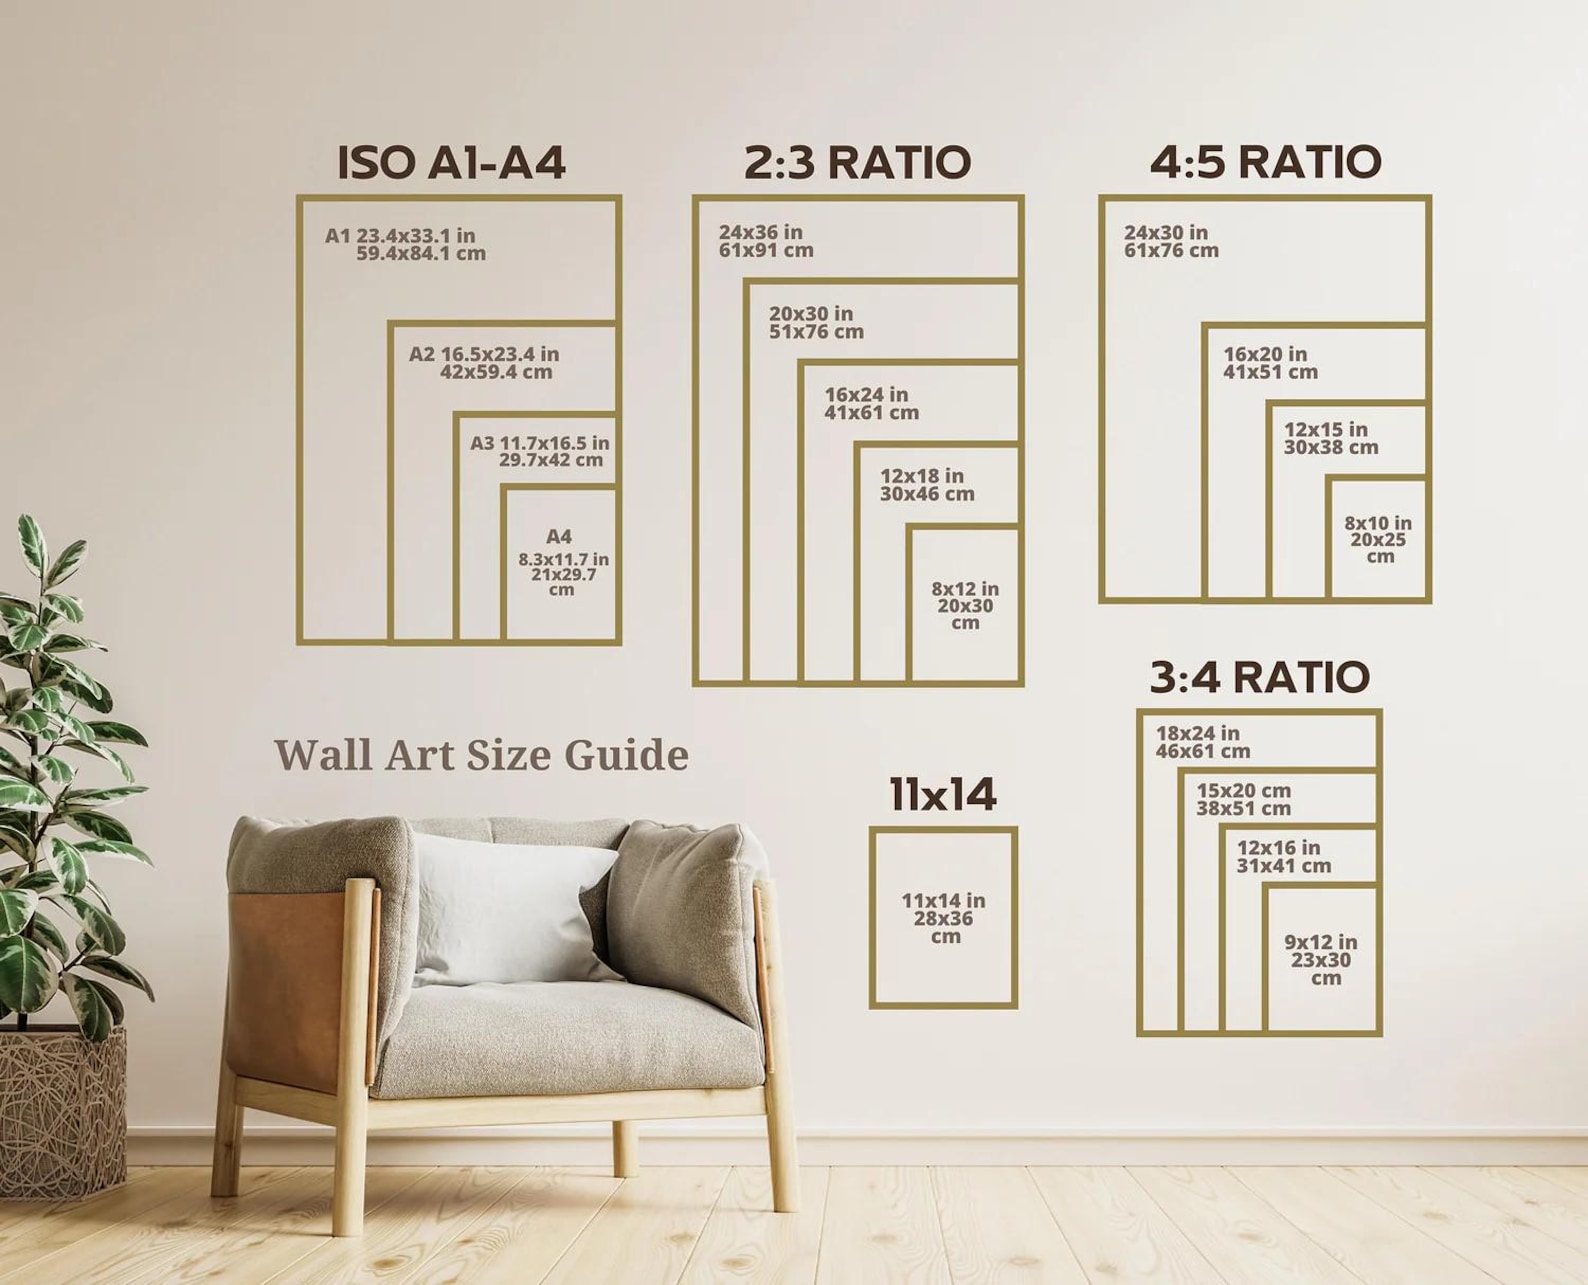 ISO A1-A4
A1 23.4x33.1 in
59.4x84.1 cm
A2 16.5x23.4 in
42x59.4 cm
A3 11.7x16.5 in
29.7x42 cm
A4
8.3x11.7 in
21x29.7
cm
2:3 RATIO
24x36 in
61x91 cm
20x30 in
51x76 cm
16x24 in
41x61 cm
12x18 in
30x46 cm
8x12 in
20x30
cm
4:5 RATIO
24x30 in
61x76 cm
16x20 in
41x51 cm
12x15 in
30x38 cm
8x10 in
20x25
cm
Wall Art Size Guide
11x14
11x14 in
28x36
cm
3:4 RATIO
18x24 in
46x61 cm
15x20 cm
38x51 cm
12x16 in
31x41 cm
9x12 in
23x30
cm